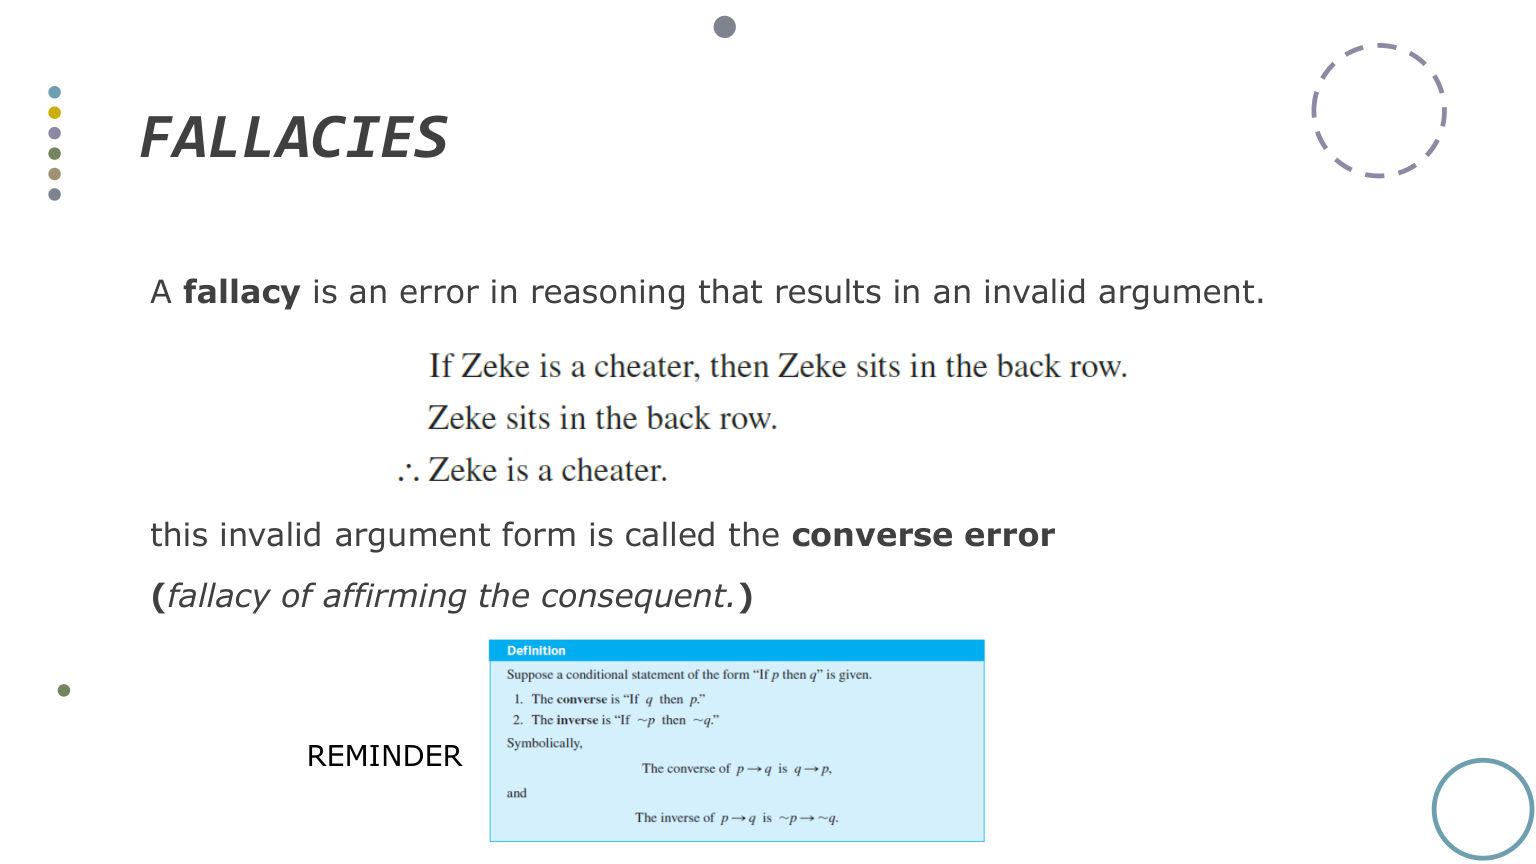 FALLACIES
A fallacy is an error in reasoning that results in an invalid argument.
If Zeke is a cheater, then Zeke sits in the back row.
Zeke sits in the back row.
∴ Zeke is a cheater.
this invalid argument form is called the converse error
(fallacy of affirming the consequent.)
Definition
Suppose a conditional statement of the form “If p then q” is given.
1. The converse is “If q then p.”
2. The inverse is “If ~p then ~q.”
Symbolically,
REMINDER
The converse of p → q is q → p,
and
The inverse of p → q is ~p → ~q.